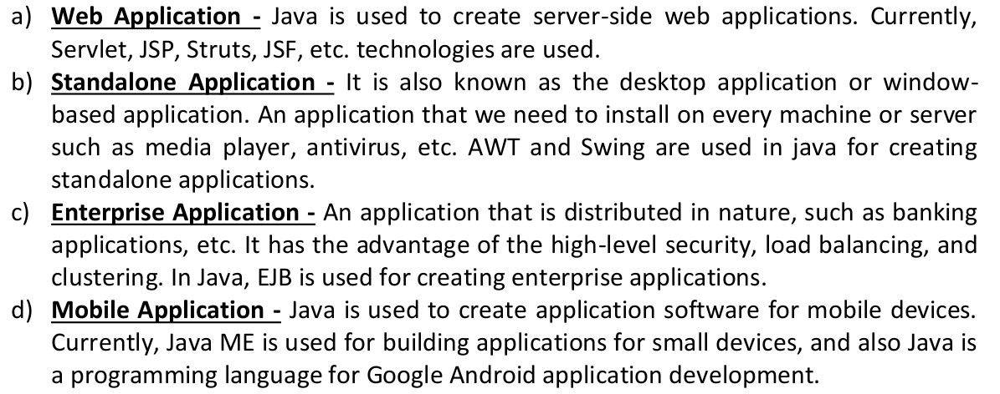 a) Web Application - Java is used to create server-side web applications. Currently,
Servlet, JSP, Struts, JSF, etc. technologies are used.
b) Standalone Application - It is also known as the desktop application or window-
based application. An application that we need to install on every machine or server
such as media player, antivirus, etc. AWT and Swing are used in java for creating
standalone applications.
c) Enterprise Application - An application that is distributed in nature, such as banking
applications, etc. It has the advantage of the high-level security, load balancing, and
clustering. In Java, EJB is used for creating enterprise applications.
d) Mobile Application - Java is used to create application software for mobile devices.
Currently, Java ME is used for building applications for small devices, and also Java is
a programming language for Google Android application development.